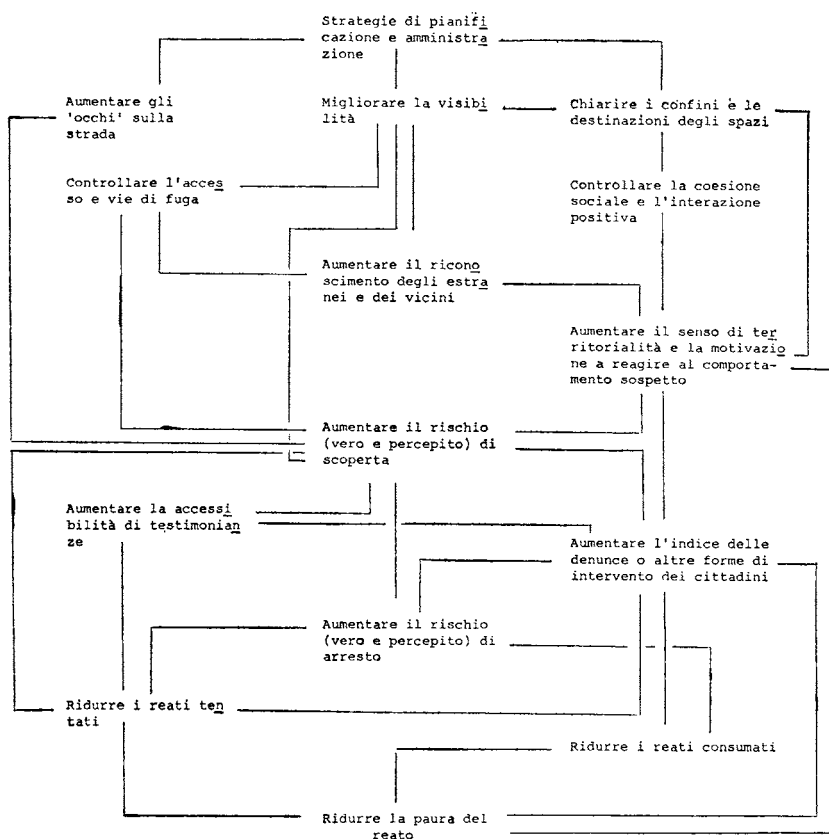 Strategie di pianifi
cazione e amministra
zione
Aumentare gli
'occhi' sulla
strada
Migliorare la visibi
lità
Chiarire i confini e le
destinazioni degli spazi
Controllare l'acces
so e vie di fuga
Controllare la coesione
sociale e l'interazione
positiva
Aumentare il ricono
scimento degli estra
nei e dei vicini
Aumentare il senso di ter
ritorialità e la motivazio
ne a reagire al comporta-
mento sospetto
Aumentare il rischio
(vero e percepito) di
scoperta
Aumentare la accessi
bilità di testimonian
ze
Aumentare l'indice delle
denunce o altre forme di
intervento dei cittadini
Aumentare il rischio
(vero e percepito) di
arresto
Ridurre i reati ten
tati
Ridurre i reati consumati
Ridurre la paura del
reato